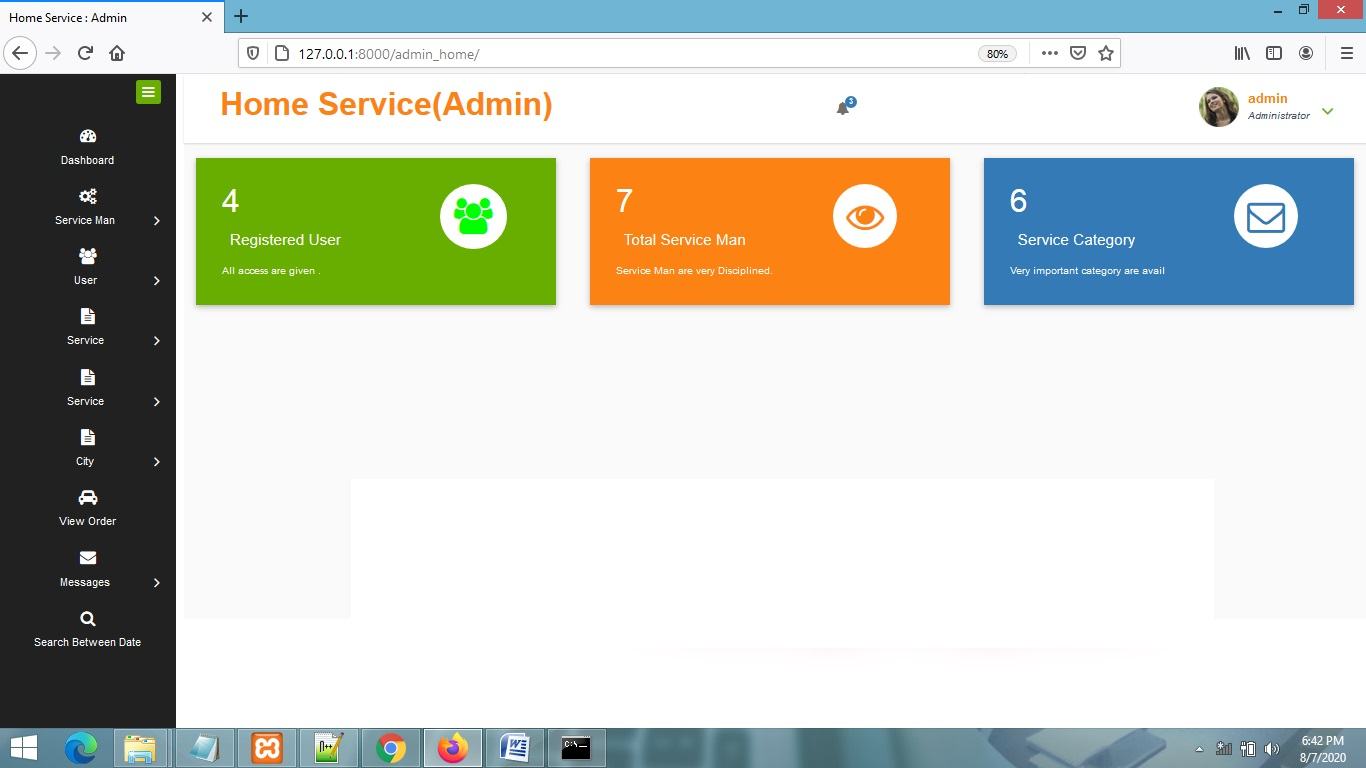 Home Service : Admin
127.0.0.1:8000/admin_home/
80%
Home Service(Admin)
3
admin
Administrator
Dashboard
Service Man
User
Service
Service
City
View Order
Messages
Search Between Date
4
Registered User
All access are given .
7
Total Service Man
Service Man are very Disciplined.
6
Service Category
Very important category are avail
6:42 PM
8/7/2020